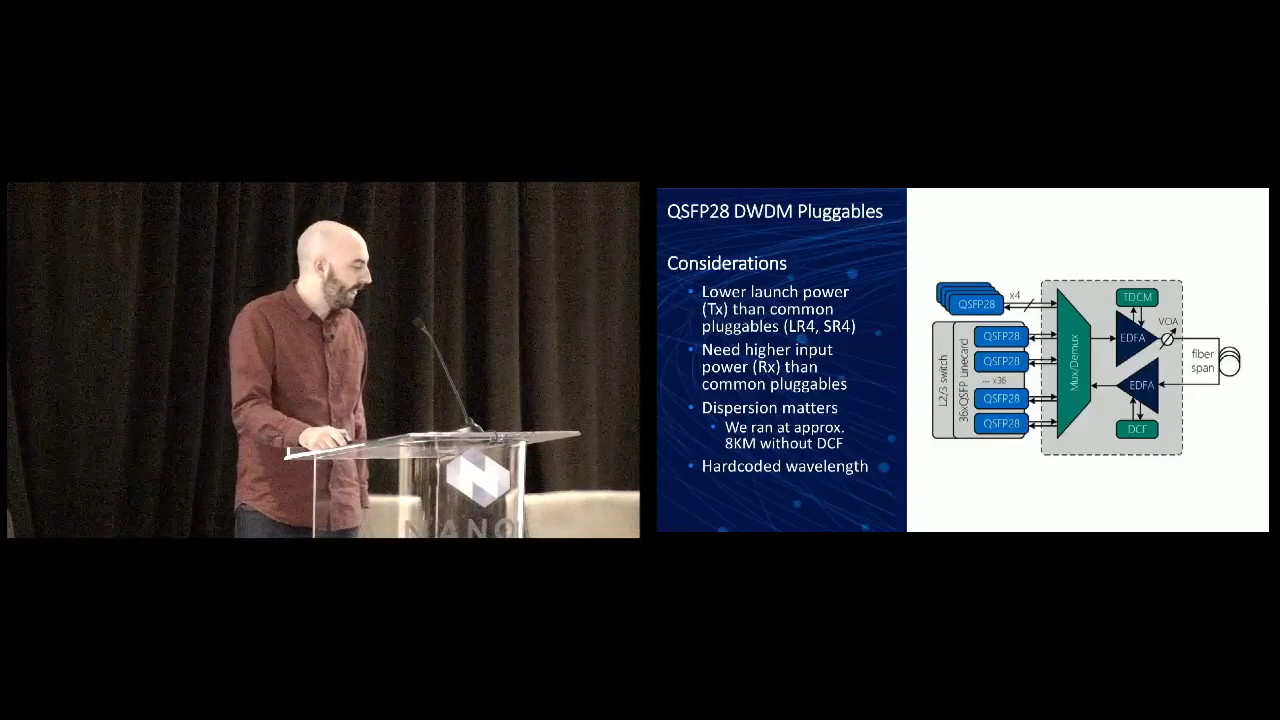 QSFP28 DWDM Pluggables
Considerations
• Lower launch power
(Tx) than common
pluggables (LR4, SR4)
• Need higher input
power (Rx) than
common pluggables
• Dispersion matters
• We ran at approx.
8KM without DCF
• Hardcoded wavelength
QSFP28
x4
L2/3 switch
36xQSFP Linecard
QSFP28
QSFP28
... x36
QSFP28
QSFP28
Mux/Demux
TDCM
EDFA
VOA
EDFA
DCF
fiber
span
NANO